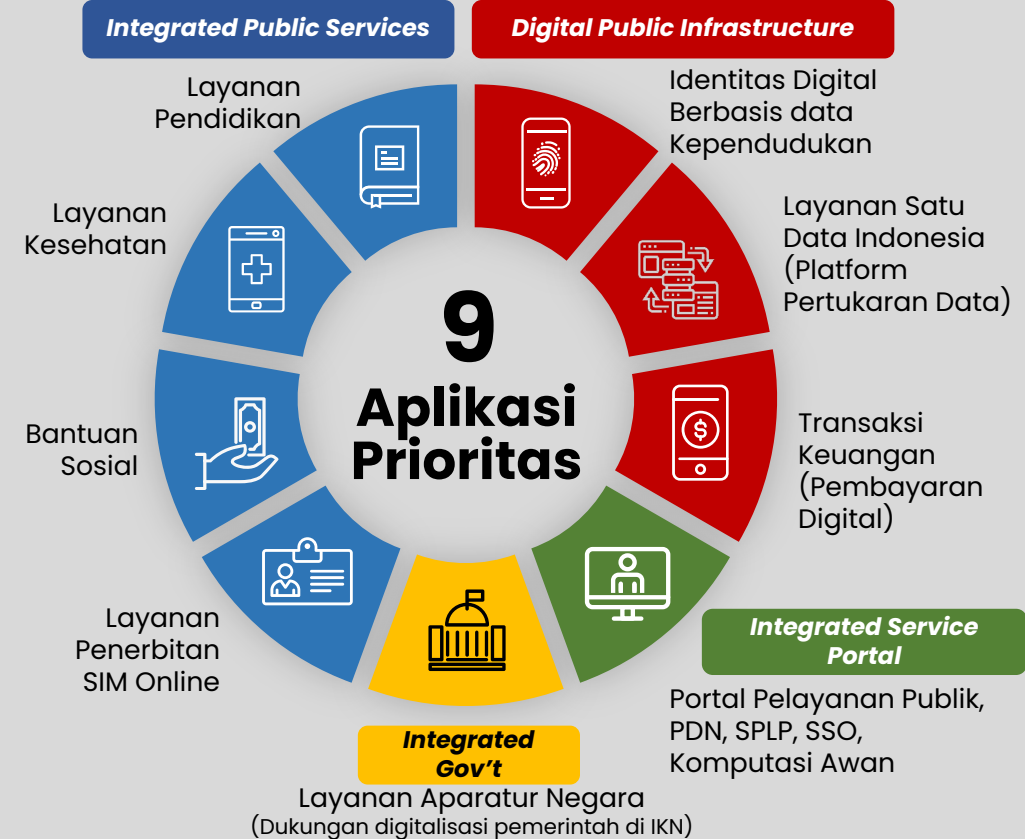 Integrated Public Services
Digital Public Infrastructure
Layanan
Pendidikan
Identitas Digital
Berbasis data
Kependudukan
Layanan
Kesehatan
Layanan Satu
Data Indonesia
(Platform
Pertukaran Data)
9
Aplikasi
Prioritas
Bantuan
Sosial
Transaksi
Keuangan
(Pembayaran
Digital)
$
Layanan
Penerbitan
SIM Online
Integrated Service
Portal
Portal Pelayanan Publik,
PDN, SPLP, SSO,
Komputasi Awan
Integrated
Gov't
Layanan Aparatur Negara
(Dukungan digitalisasi pemerintah di IKN)